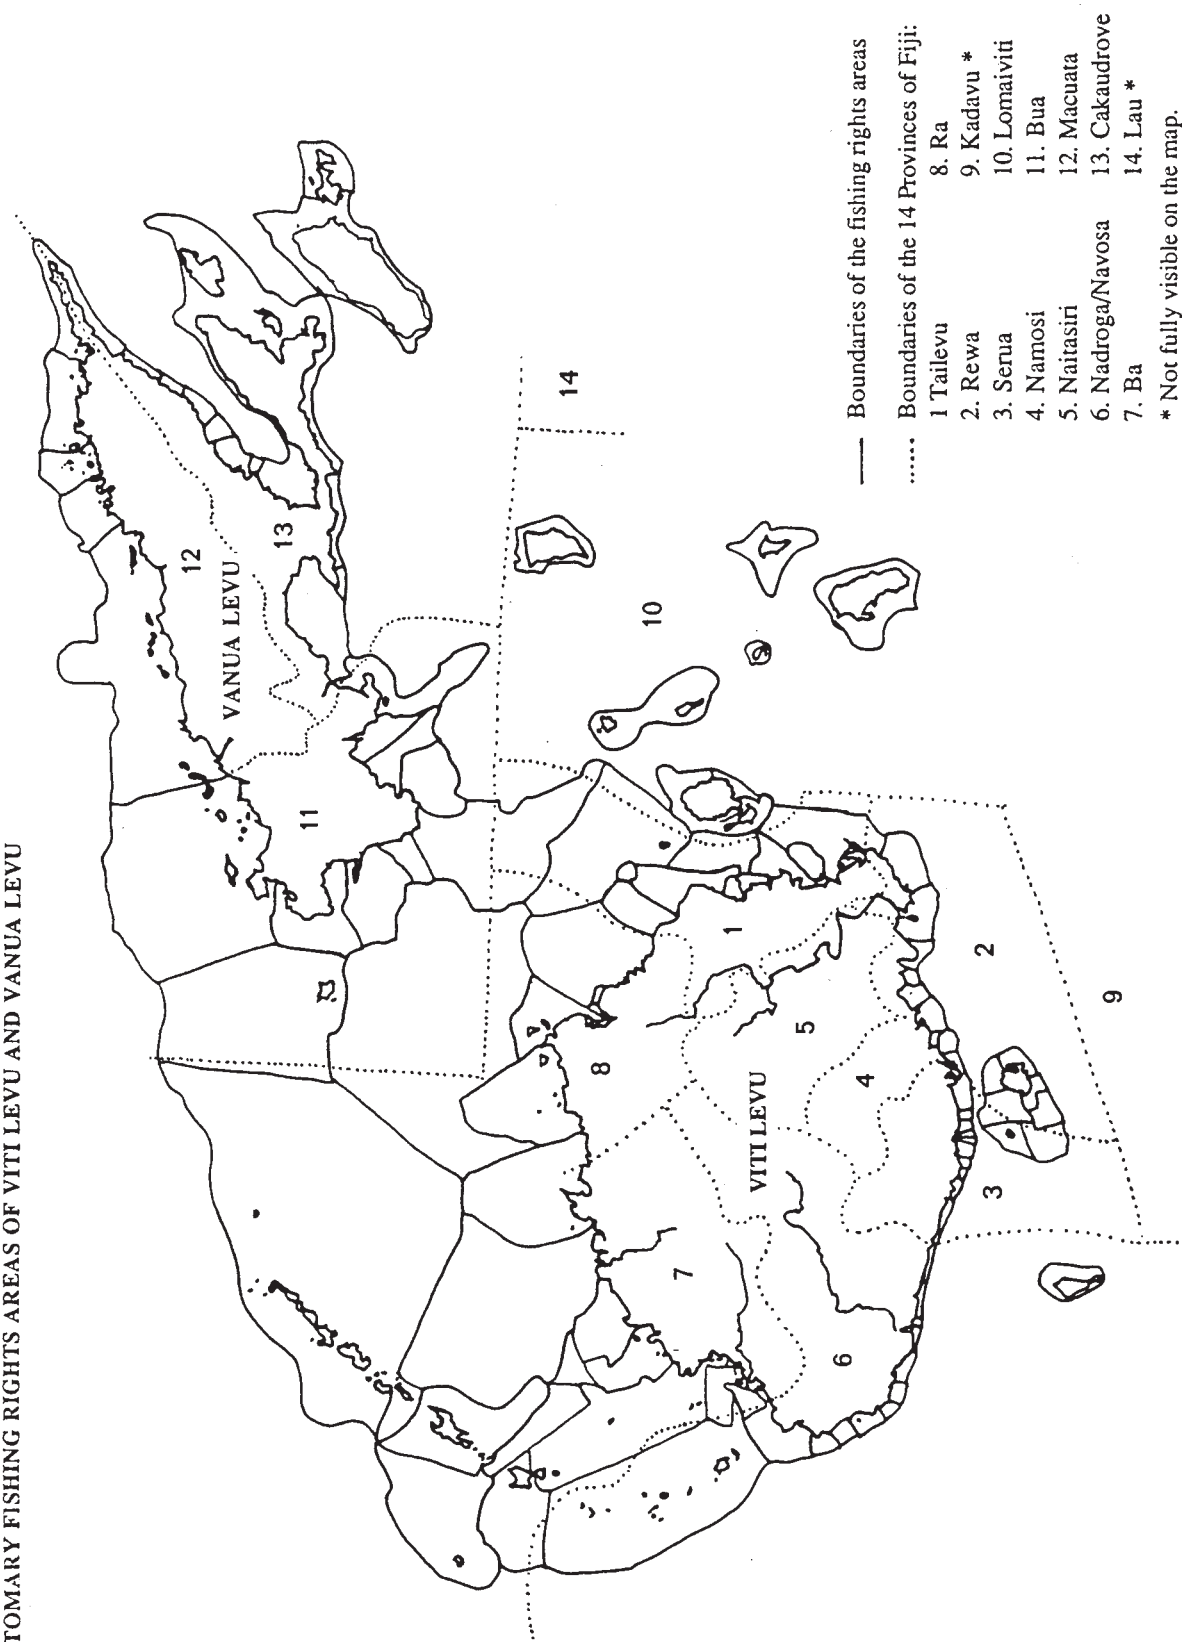 TOMARY FISHING RIGHTS AREAS OF VITI LEVU AND VANUA LEVU
12
VANUA LEVU
13
11
14
10
1
2
9
8
5
4
VITI LEVU
3
7
6
Boundaries of the fishing rights areas
Boundaries of the 14 Provinces of Fiji:
1 Tailevu 8. Ra
2. Rewa 9. Kadavu *
3. Serua 10. Lomaiviti
4. Namosi 11. Bua
5. Naitasiri 12. Macuata
6. Nadroga/Navosa 13. Cakaudrove
7. Ba 14. Lau *
* Not fully visible on the map.